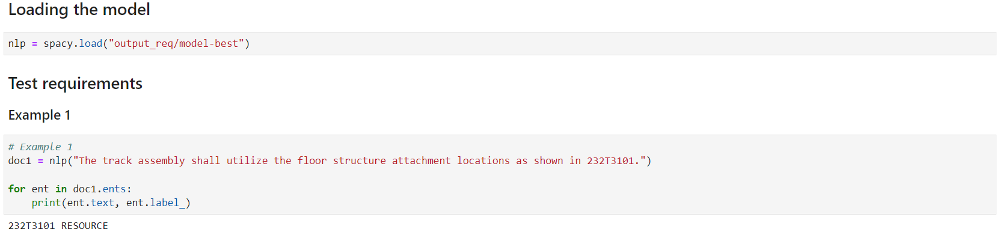 Loading the model
nlp = spacy.load("output_req/model-best")
Test requirements
Example 1
# Example 1
doc1 = nlp("The track assembly shall utilize the floor structure attachment locations as shown in 232T3101.")
for ent in doc1.ents:
    print(ent.text, ent.label_)
232T3101 RESOURCE